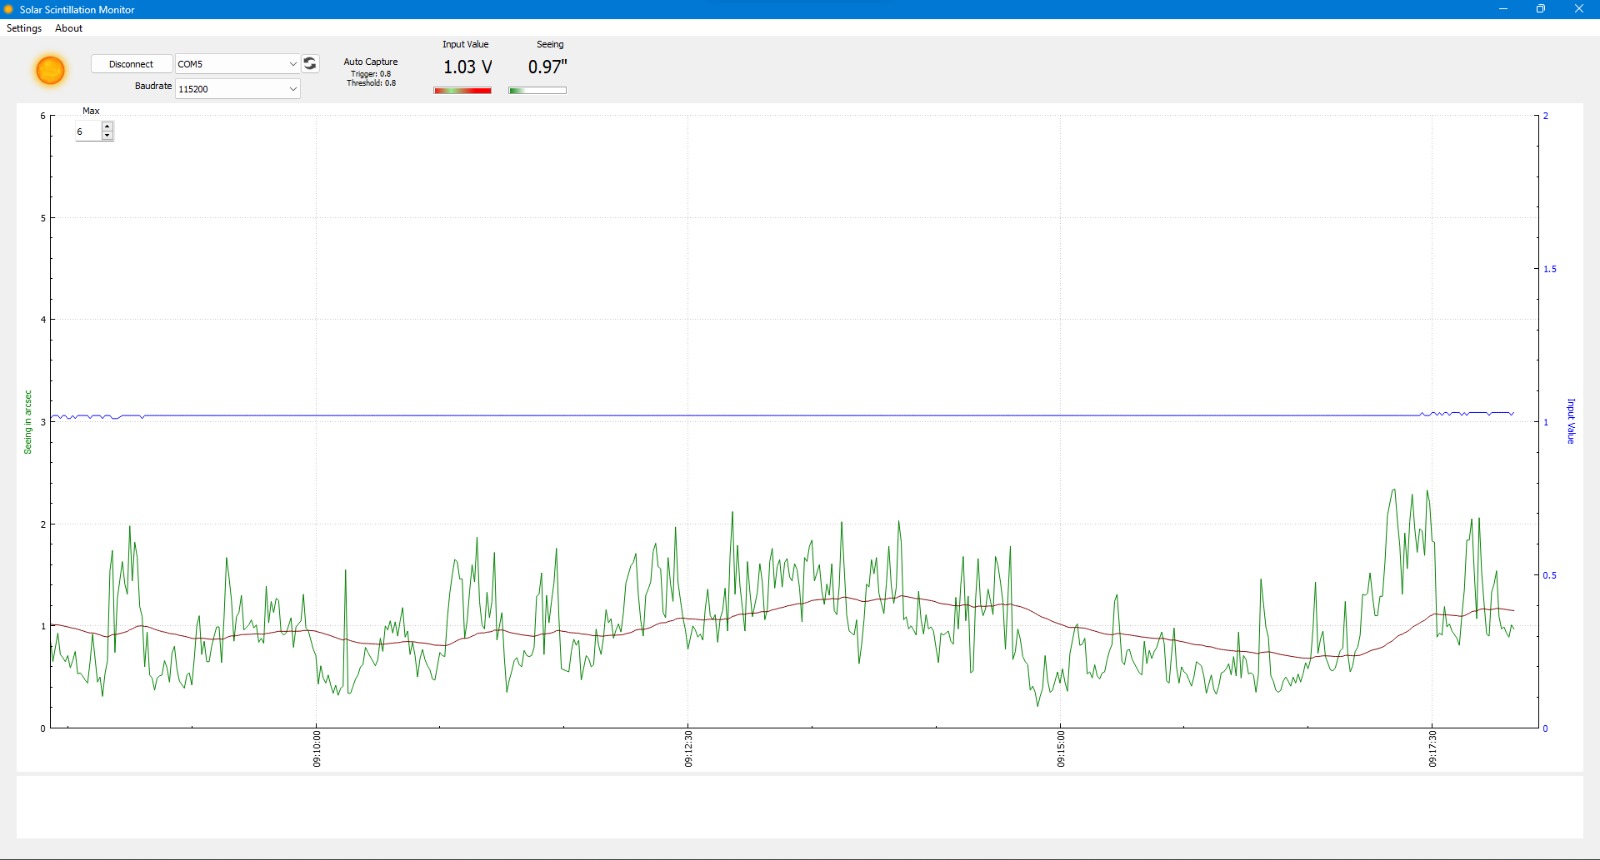 Solar Scintillation Monitor
Settings About
Disconnect COM5
Baudrate 115200
Auto Capture
Trigger: 0.8
Threshold: 0.8
Input Value
1.03 V
Seeing
0.97"
Max
6
6
5
4
3
2
1
0
Seeing in arcsec
2
1.5
1
0.5
0
Input Value
09:10:00
09:12:30
09:15:00
09:17:30